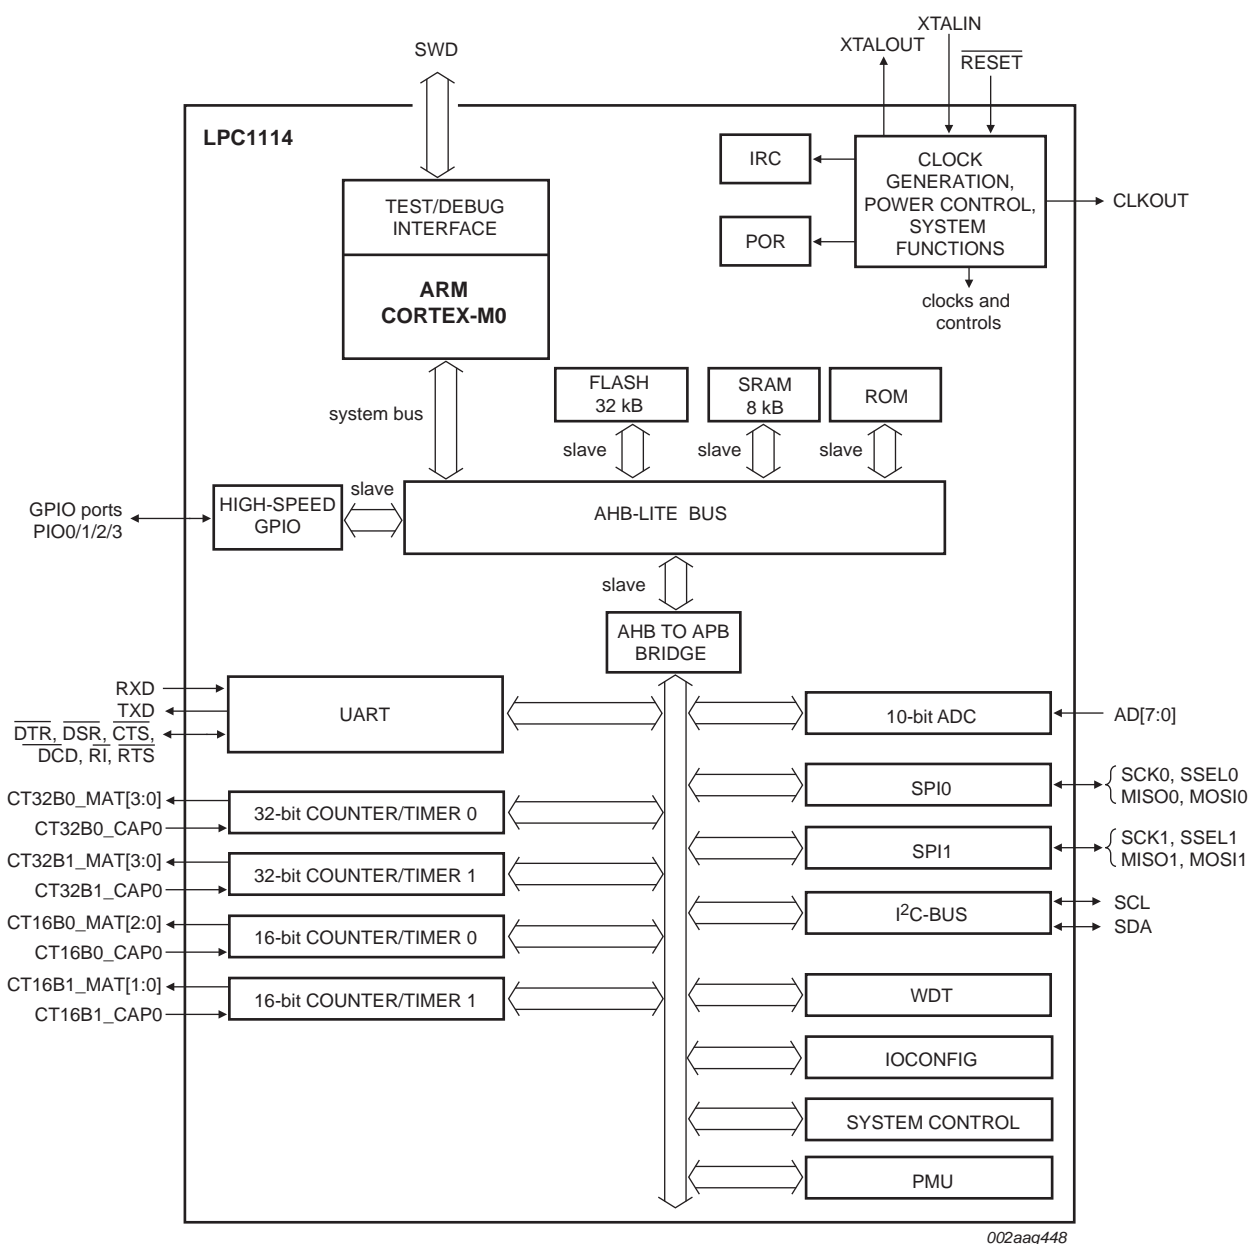 XTALIN
XTALOUT
RESET
SWD
LPC1114
TEST/DEBUG
INTERFACE
ARM
CORTEX-M0
IRC
POR
CLOCK
GENERATION,
POWER CONTROL,
SYSTEM
FUNCTIONS
CLKOUT
clocks and
controls
system bus
FLASH
32 kB
SRAM
8 kB
ROM
slave
slave
slave
slave
GPIO ports
PIO0/1/2/3
HIGH-SPEED
GPIO
AHB-LITE BUS
slave
AHB TO APB
BRIDGE
RXD
TXD
DTR, DSR, CTS,
DCD, RI, RTS
UART
10-bit ADC
AD[7:0]
CT32B0_MAT[3:0]
CT32B0_CAP0
32-bit COUNTER/TIMER 0
SPI0
SCK0, SSEL0
MISO0, MOSI0
CT32B1_MAT[3:0]
CT32B1_CAP0
32-bit COUNTER/TIMER 1
SPI1
SCK1, SSEL1
MISO1, MOSI1
CT16B0_MAT[2:0]
CT16B0_CAP0
16-bit COUNTER/TIMER 0
I2C-BUS
SCL
SDA
CT16B1_MAT[1:0]
CT16B1_CAP0
16-bit COUNTER/TIMER 1
WDT
IOCONFIG
SYSTEM CONTROL
PMU
002aag448